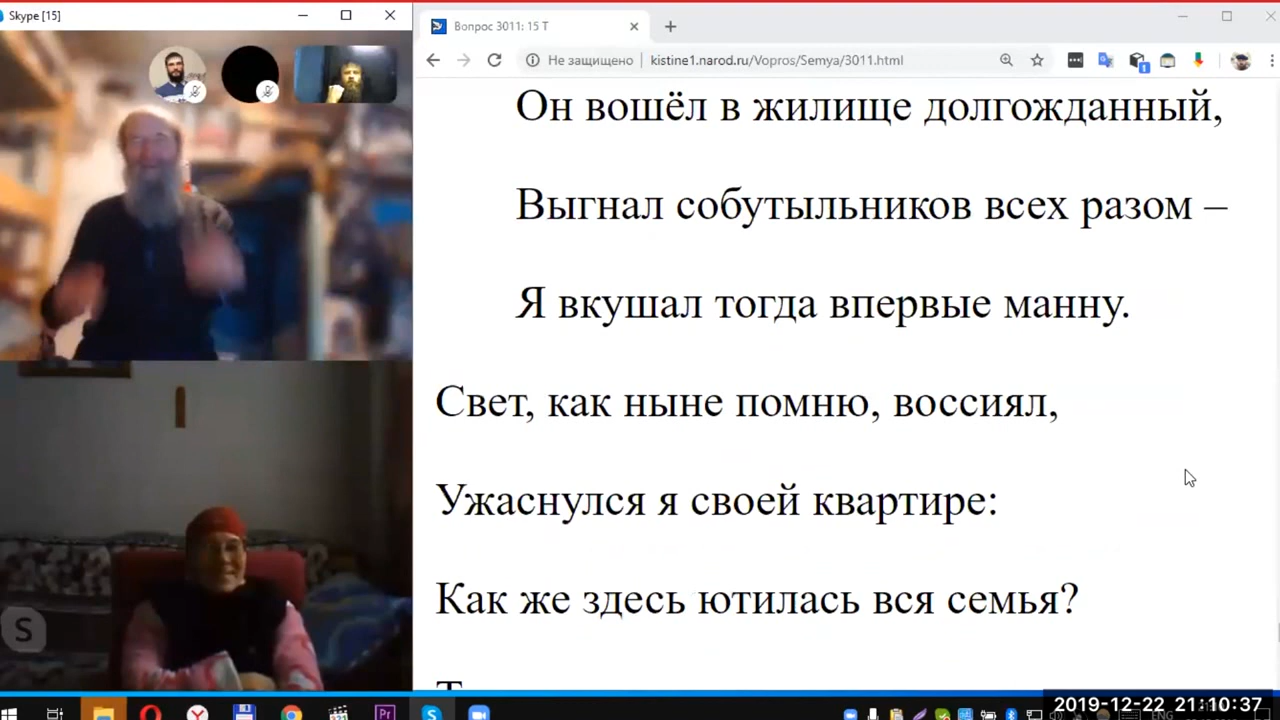 Skype [15]
Вопрос 3011: 15 Т
Не защищено
kistine1.narod.ru/Vopros/Semya/3011.html
Он вошёл в жилище долгожданный,
Выгнал собутыльников всех разом –
Я вкушал тогда впервые манну.
Свет, как ныне помню, воссиял,
Ужаснулся я своей квартире:
Как же здесь ютилась вся семья?
S
Pr
2019-12-22 21:10:37